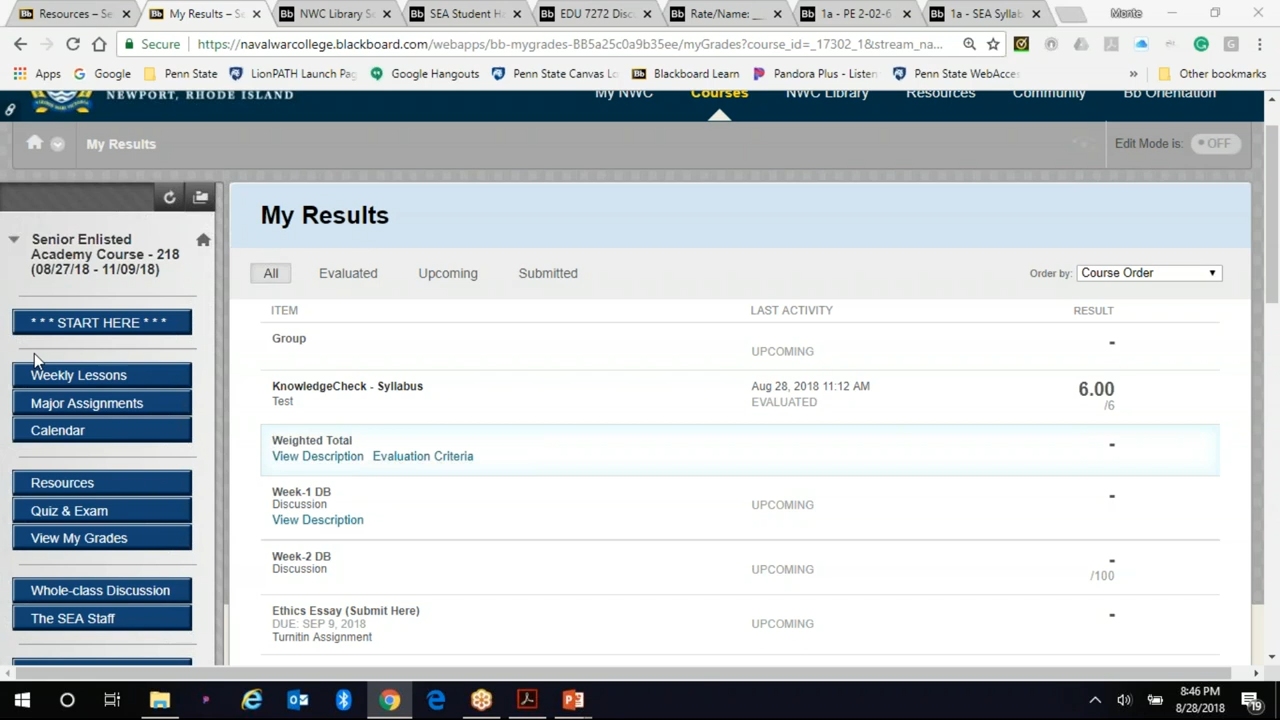 Resources – Se
My Results – Se
NWC Library Sc
SEA Student Ha
EDU 7272 Disc
Rate/Name: ___
1a - PE 2-02-6
1a - SEA Syllab
Monte
Secure
https://navalwarcollege.blackboard.com/webapps/bb-mygrades-BB5a25c0a9b35ee/myGrades?course_id=_17302_1&stream_na...
Apps
Google
Penn State
LionPATH Launch Pag
Google Hangouts
Penn State Canvas Lo
Blackboard Learn
Pandora Plus - Listen
Penn State WebAcces
»
Other bookmarks
NEWPORT, RHODE ISLAND
My NWC
Courses
NWC Library
Resources
Community
Bb Orientation
My Results
Edit Mode is:
OFF
Senior Enlisted
Academy Course - 218
(08/27/18 - 11/09/18)
* * * START HERE * * *
Weekly Lessons
Major Assignments
Calendar
Resources
Quiz & Exam
View My Grades
Whole-class Discussion
The SEA Staff
My Results
All
Evaluated
Upcoming
Submitted
Order by:
Course Order
ITEM
LAST ACTIVITY
RESULT
Group
UPCOMING
-
KnowledgeCheck - Syllabus
Test
Aug 28, 2018 11:12 AM
EVALUATED
6.00
/6
Weighted Total
View Description Evaluation Criteria
-
Week-1 DB
Discussion
View Description
UPCOMING
-
Week-2 DB
Discussion
UPCOMING
-
/100
Ethics Essay (Submit Here)
DUE: SEP 9, 2018
Turnitin Assignment
UPCOMING
-
8:46 PM
8/28/2018
19